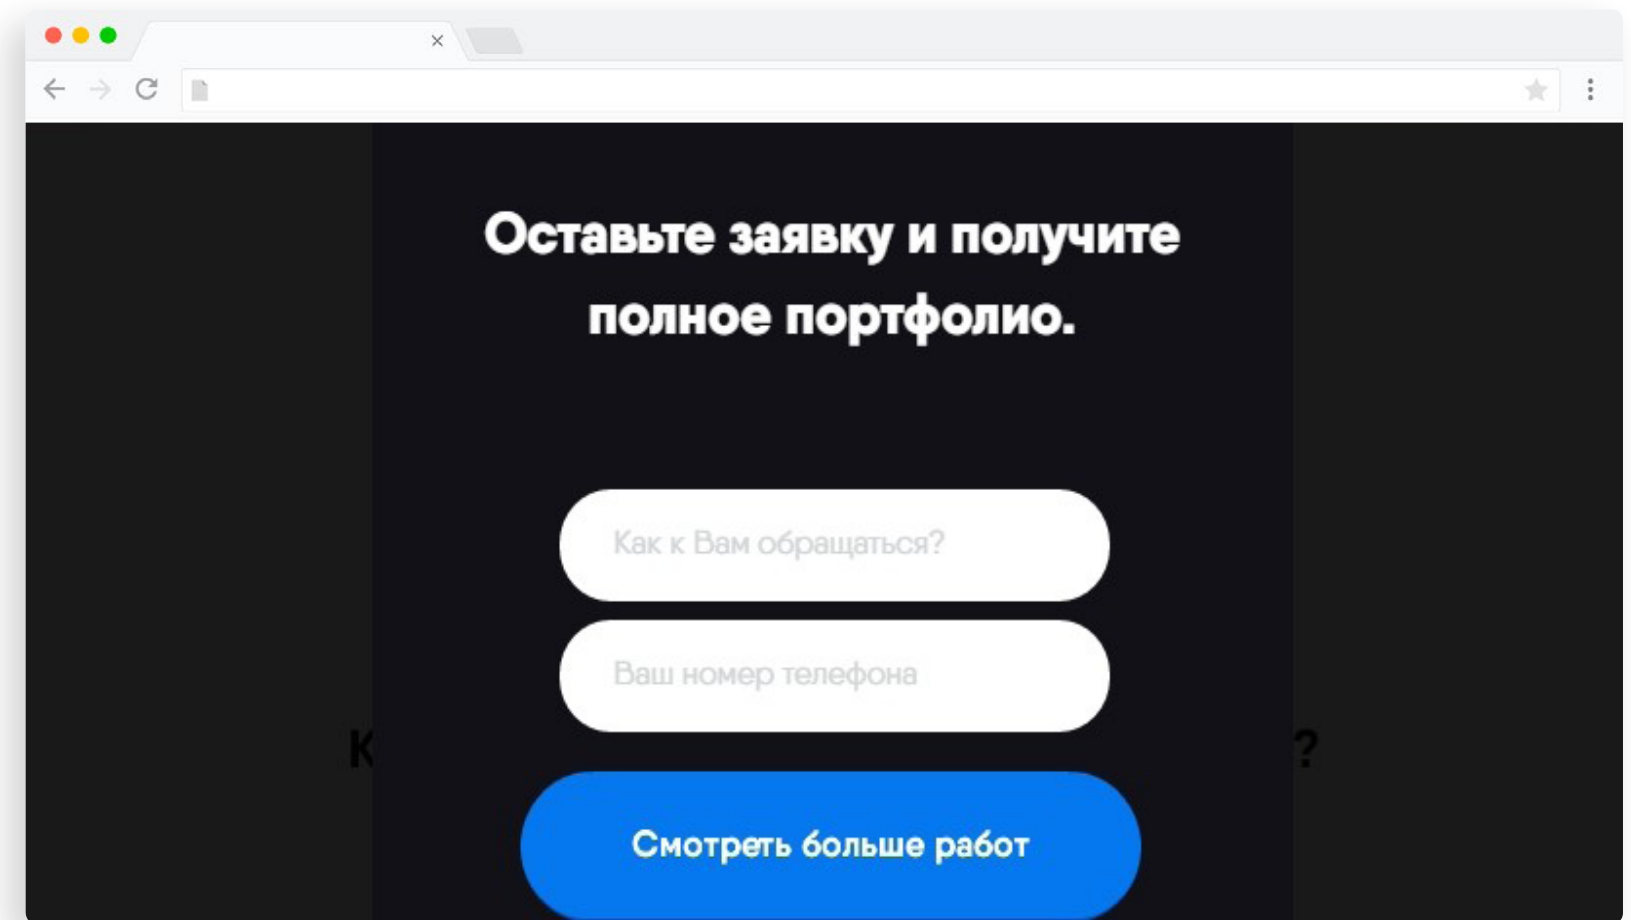 Оставьте заявку и получите
полное портфолио.
Как к Вам обращаться?
Ваш номер телефона
К ?
Смотреть больше работ